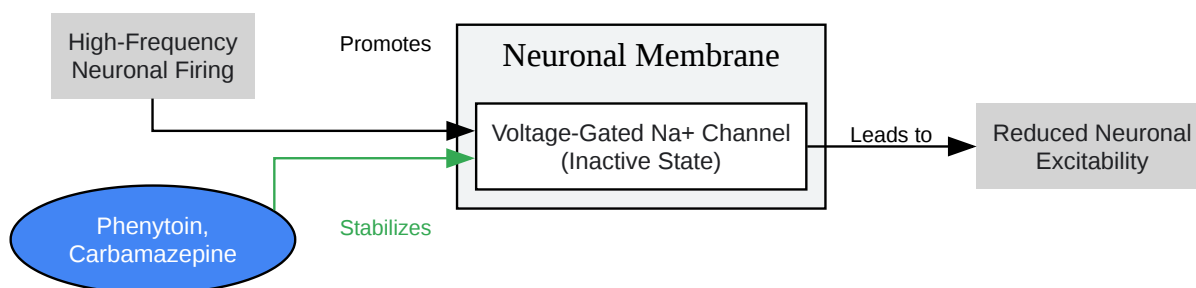 High-Frequency
Neuronal Firing
Promotes
Neuronal Membrane
Voltage-Gated Na+ Channel
(Inactive State)
Leads to
Reduced Neuronal
Excitability
Phenytoin,
Carbamazepine
Stabilizes